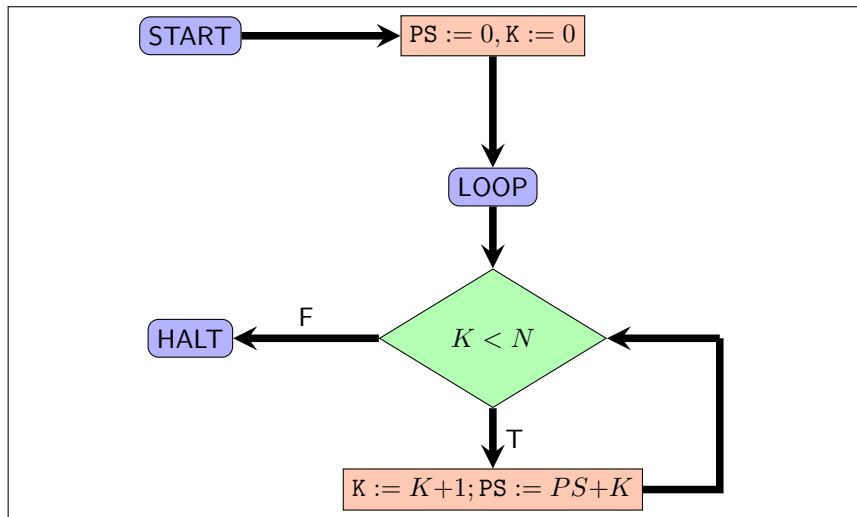 START
PS := 0, K := 0
LOOP
K < N
F
HALT
T
K := K+1; PS := PS+K